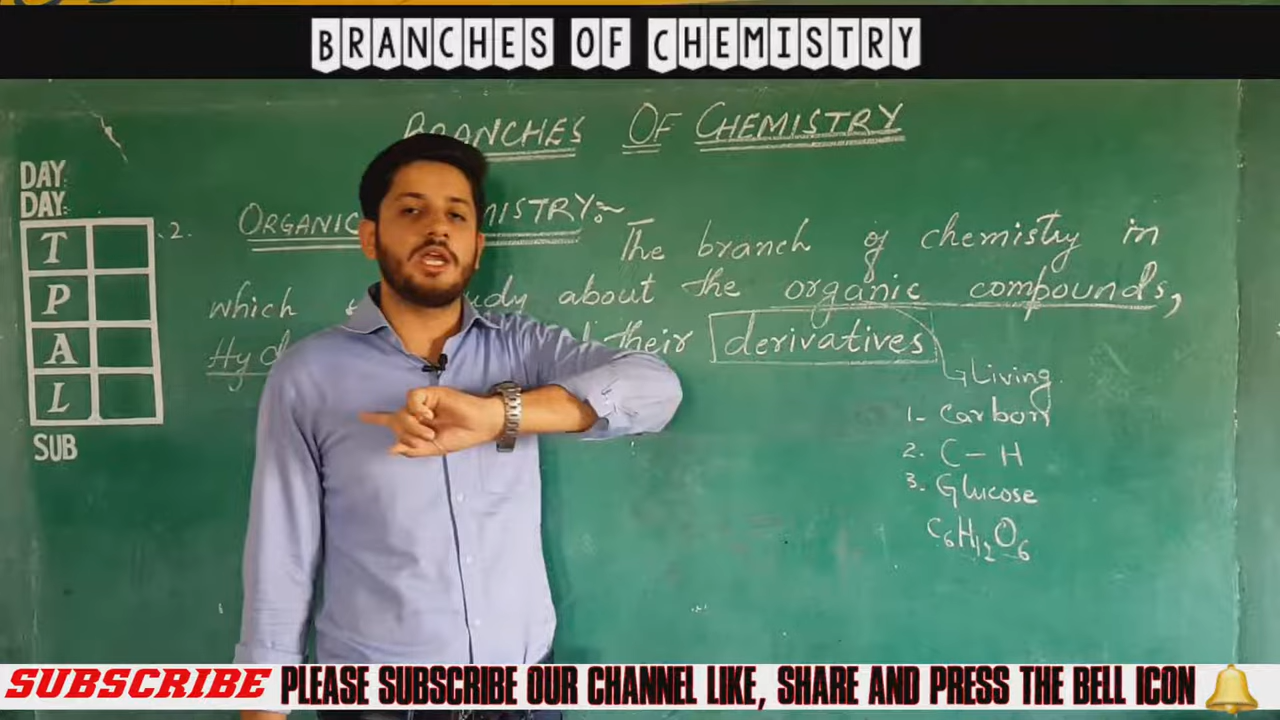 BRANCHES OF CHEMISTRY
BRANCHES OF CHEMISTRY
DAY:
DAY:
T
P
A
L
SUB
2. ORGANIC
The branch of chemistry in
which about the organic compounds,
their derivatives
Living
1- Carbon
2. C-H
3. Glucose
C6H12O6
SUBSCRIBE PLEASE SUBSCRIBE OUR CHANNEL LIKE, SHARE AND PRESS THE BELL ICON